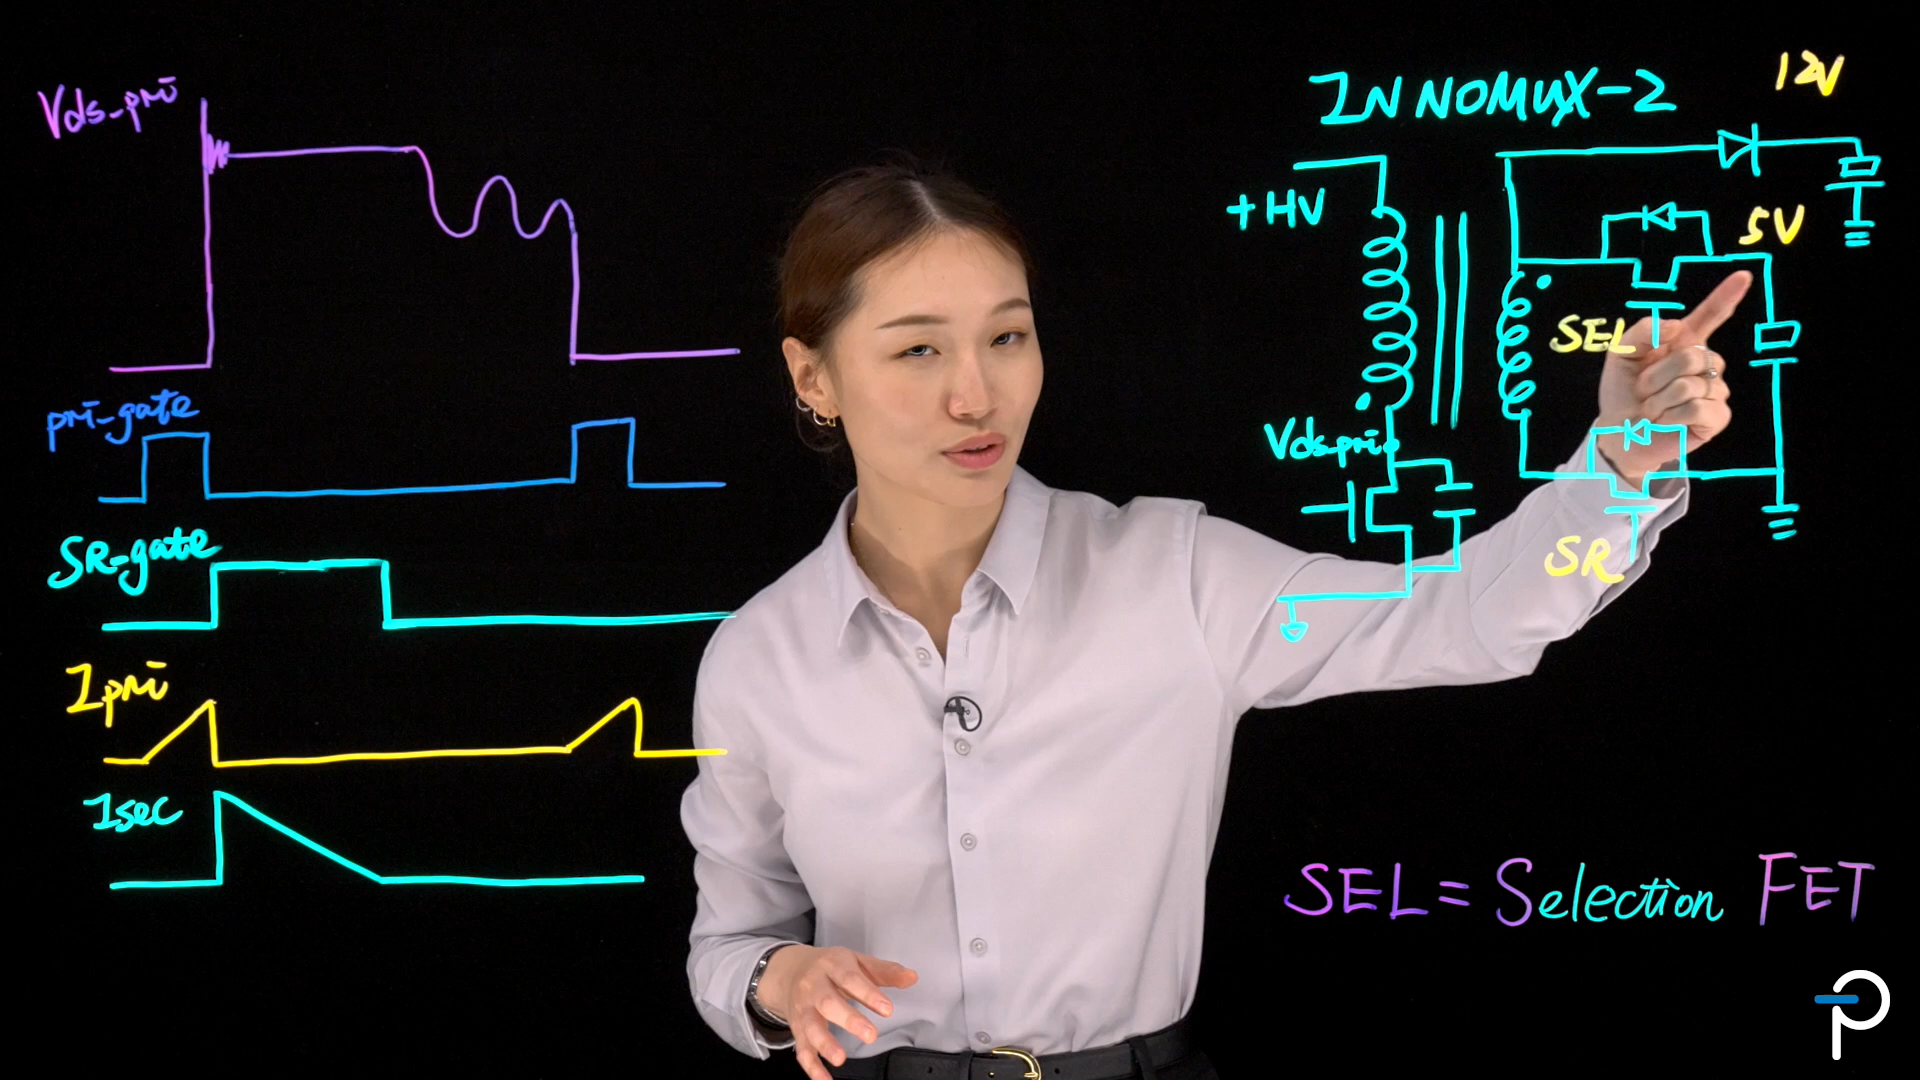 Vds-pri
pri-gate
SR-gate
Ipri
Isec
INNOMUX-2
12V
+HV
5V
SEL
Vds-pri
SR
SEL = Selection FET